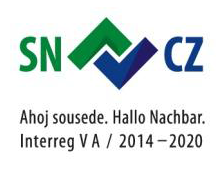 SN CZ
Ahoj sousede. Hallo Nachbar.
Interreg V A / 2014–2020